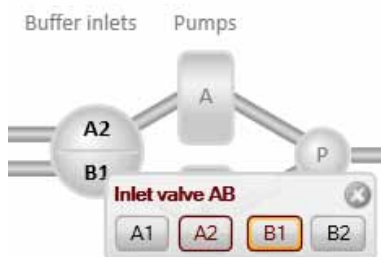 Buffer inlets Pumps
A
A2
B1
P
Inlet valve AB
A1 A2 B1 B2